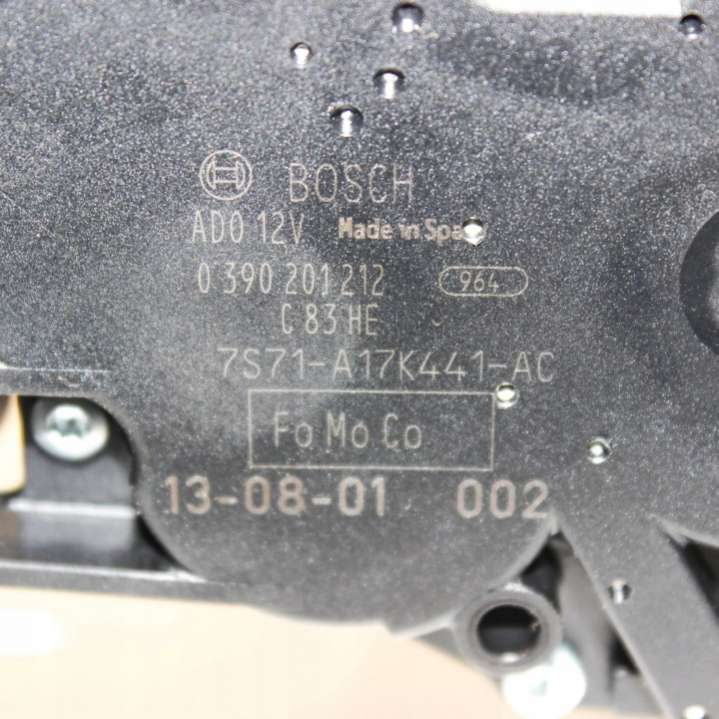 BOSCH
AD0 12V Made in Spa
0 390 201 212 964
C 83 HE
7S71-A17K441-AC
Fo Mo Co
13-08-01 002